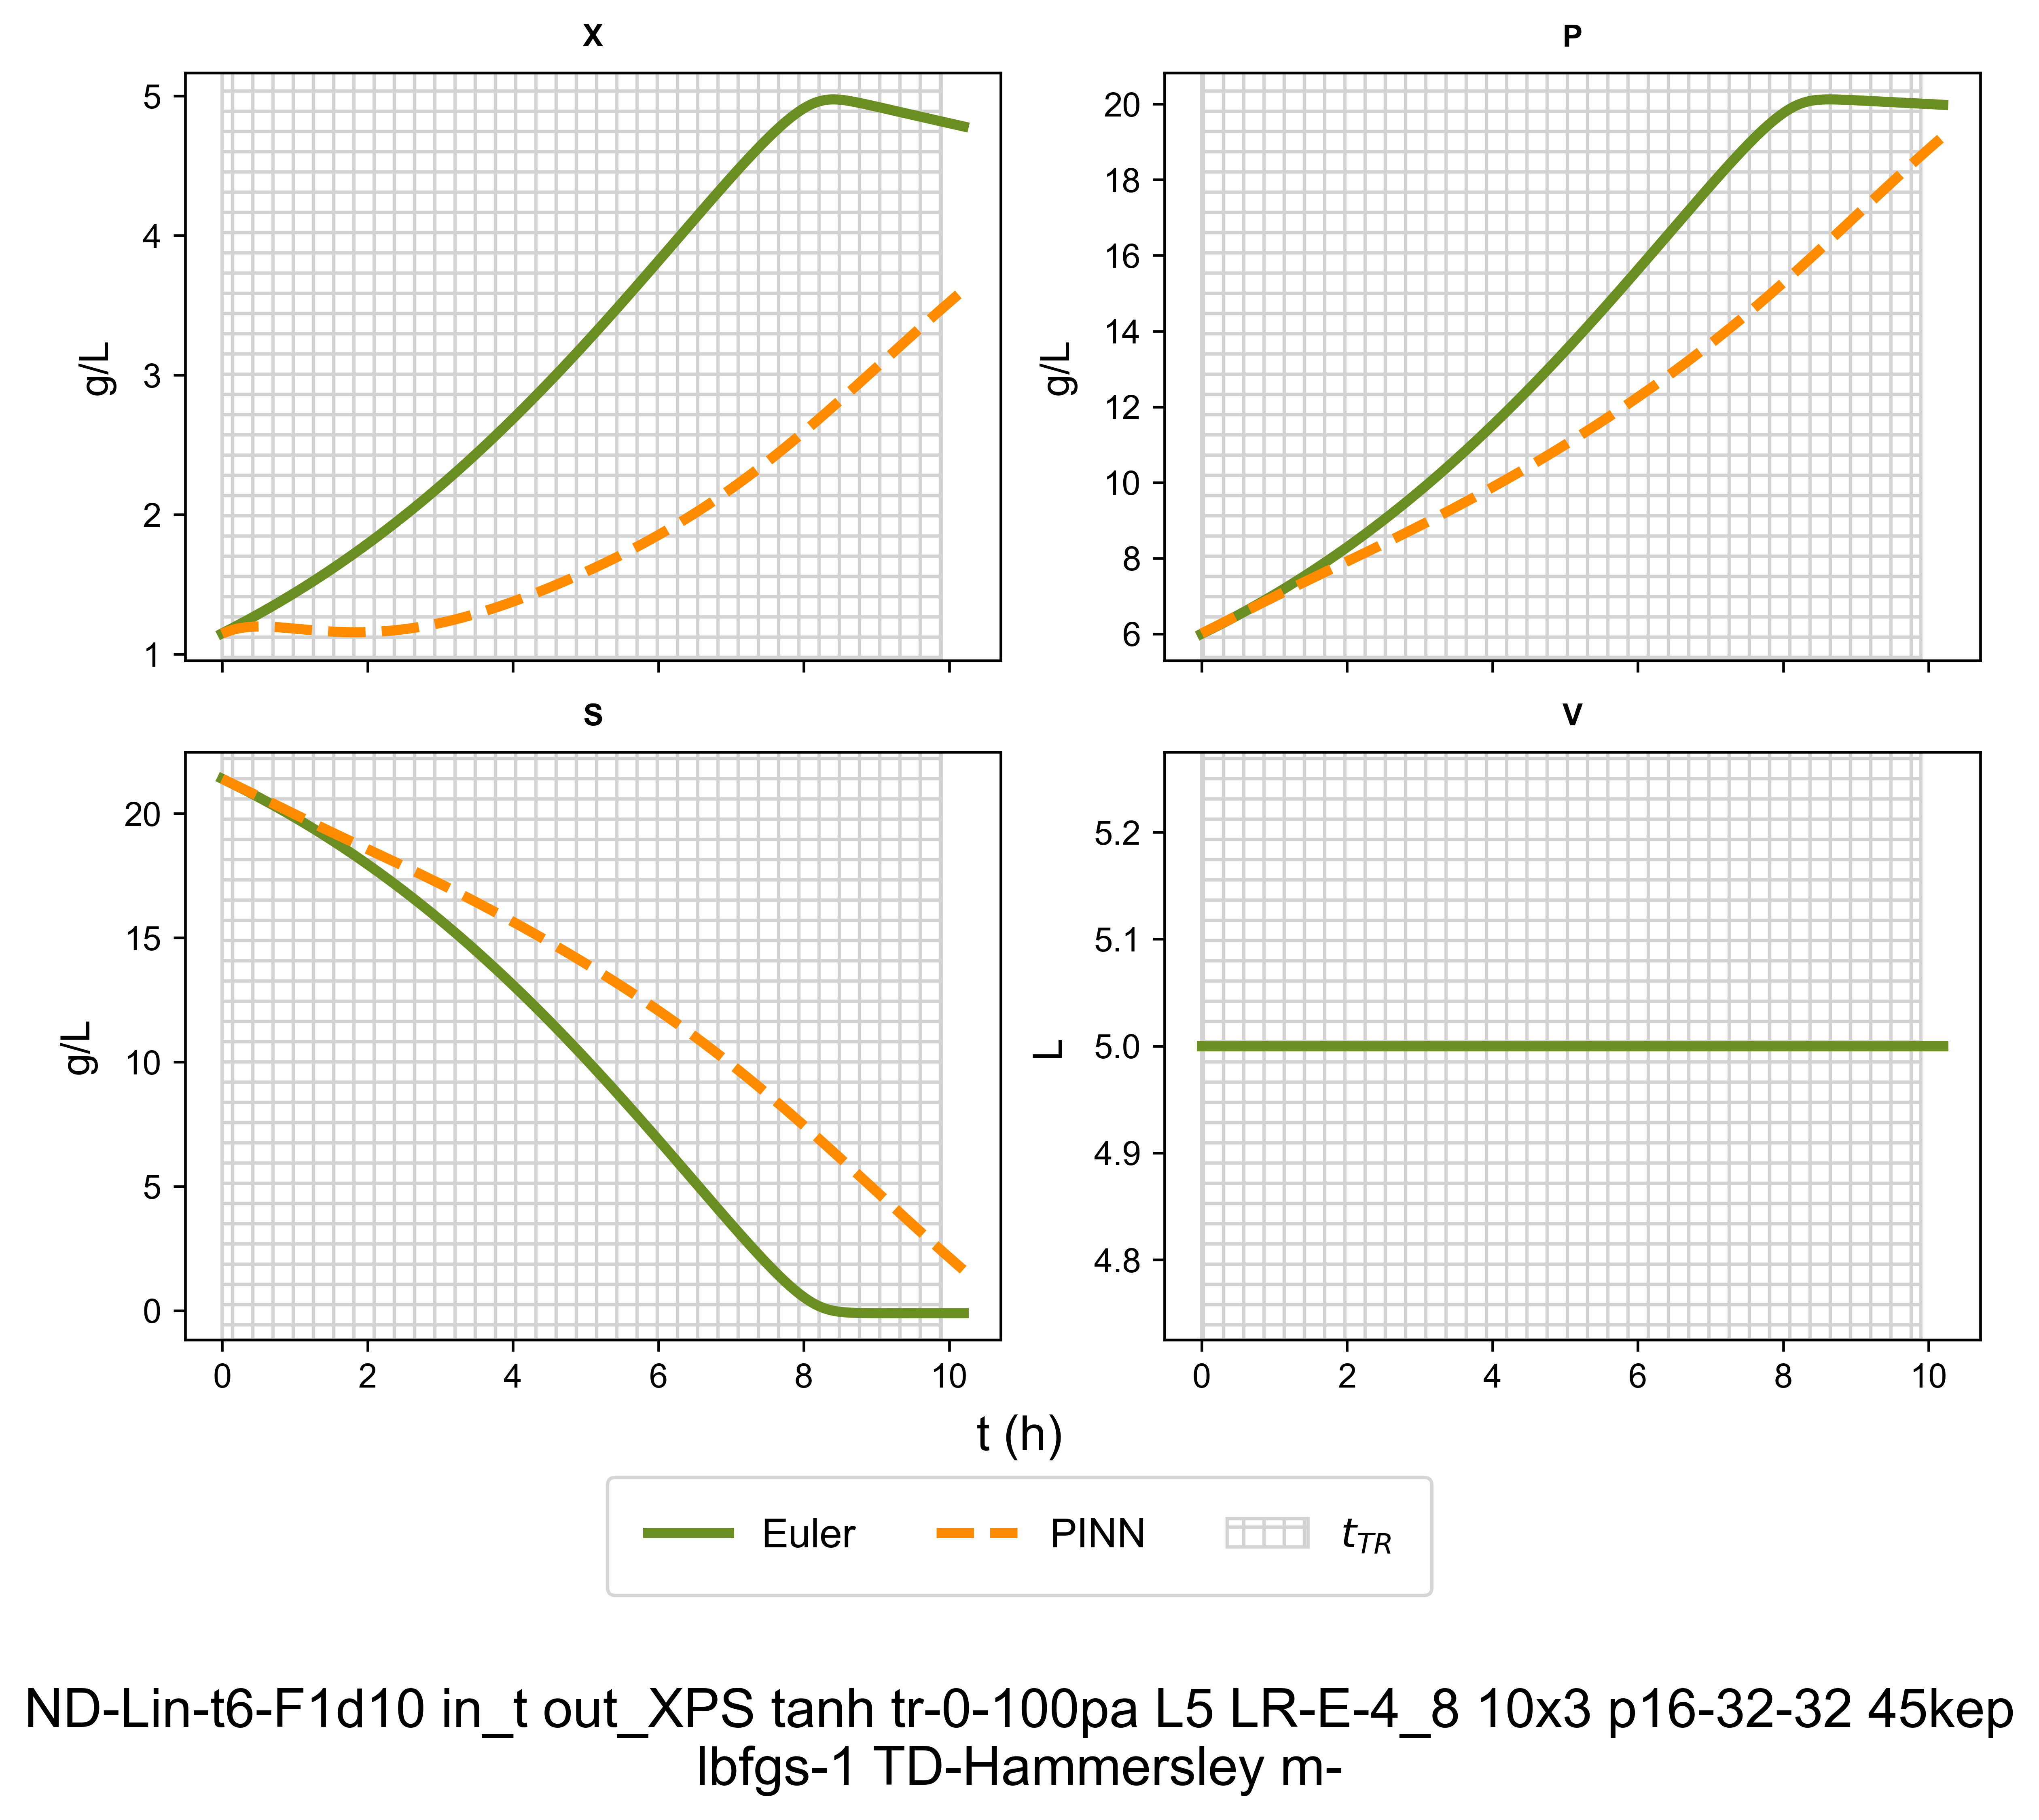 X
P
5
4
3
2
1
g/L
20
18
16
14
12
10
8
6
g/L
S
V
20
15
10
5
0
g/L
5.2
5.1
5.0
4.9
4.8
L
0 2 4 6 8 10
0 2 4 6 8 10
t (h)
Euler PINN t_TR
ND-Lin-t6-F1d10 in_t out_XPS tanh tr-0-100pa L5 LR-E-4_8 10x3 p16-32-32 45kep
lbfgs-1 TD-Hammersley m-